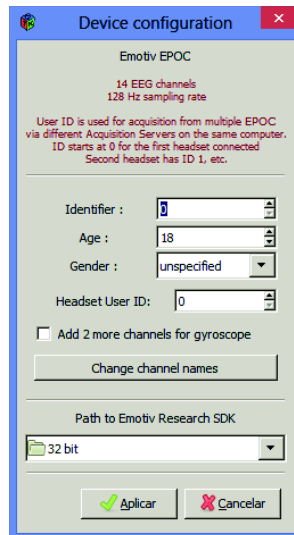 Device configuration
Emotiv EPOC
14 EEG channels
128 Hz sampling rate
User ID is used for acquisition from multiple EPOC
via different Acquisition Servers on the same computer.
ID starts at 0 for the first headset connected
Second headset has ID 1, etc.
Identifier : 0
Age : 18
Gender : unspecified
Headset User ID: 0
Add 2 more channels for gyroscope
Change channel names
Path to Emotiv Research SDK
32 bit
Aplicar Cancelar